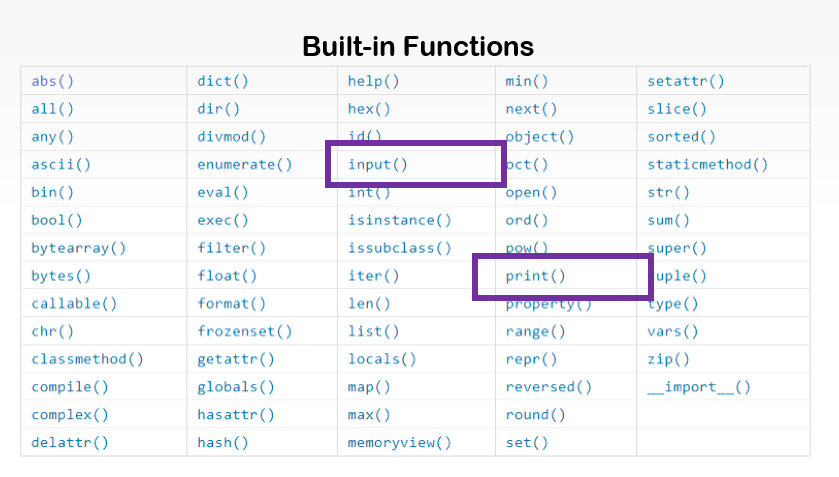 Built-in Functions
abs() dict() help() min() setattr()
all() dir() hex() next() slice()
any() divmod() id() object() sorted()
ascii() enumerate() input() oct() staticmethod()
bin() eval() int() open() str()
bool() exec() isinstance() ord() sum()
bytearray() filter() issubclass() pow() super()
bytes() float() iter() print() tuple()
callable() format() len() property() type()
chr() frozenset() list() range() vars()
classmethod() getattr() locals() repr() zip()
compile() globals() map() reversed() __import__()
complex() hasattr() max() round()
delattr() hash() memoryview() set()